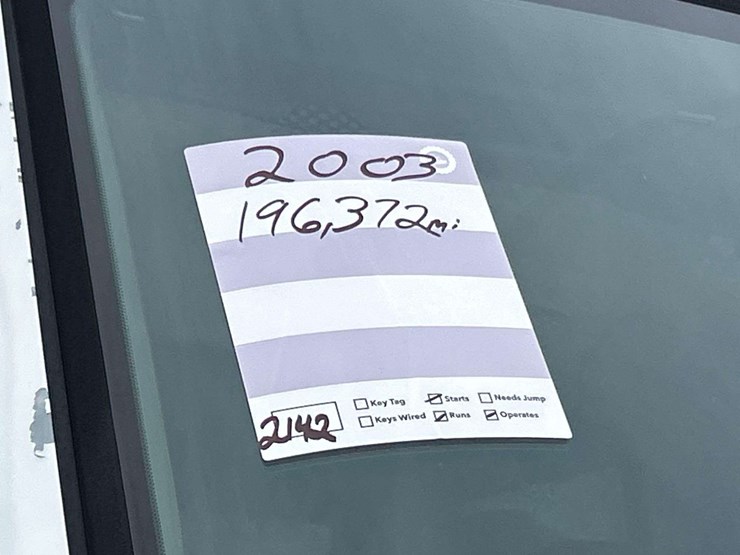 2003
196,372mi
Key Tag Starts Needs Jump
Keys Wired Runs Operates
2142